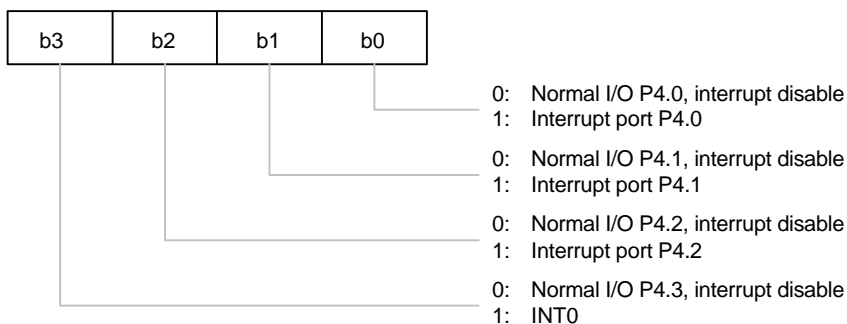 b3 b2 b1 b0
0: Normal I/O P4.0, interrupt disable
1: Interrupt port P4.0
0: Normal I/O P4.1, interrupt disable
1: Interrupt port P4.1
0: Normal I/O P4.2, interrupt disable
1: Interrupt port P4.2
0: Normal I/O P4.3, interrupt disable
1: INT0